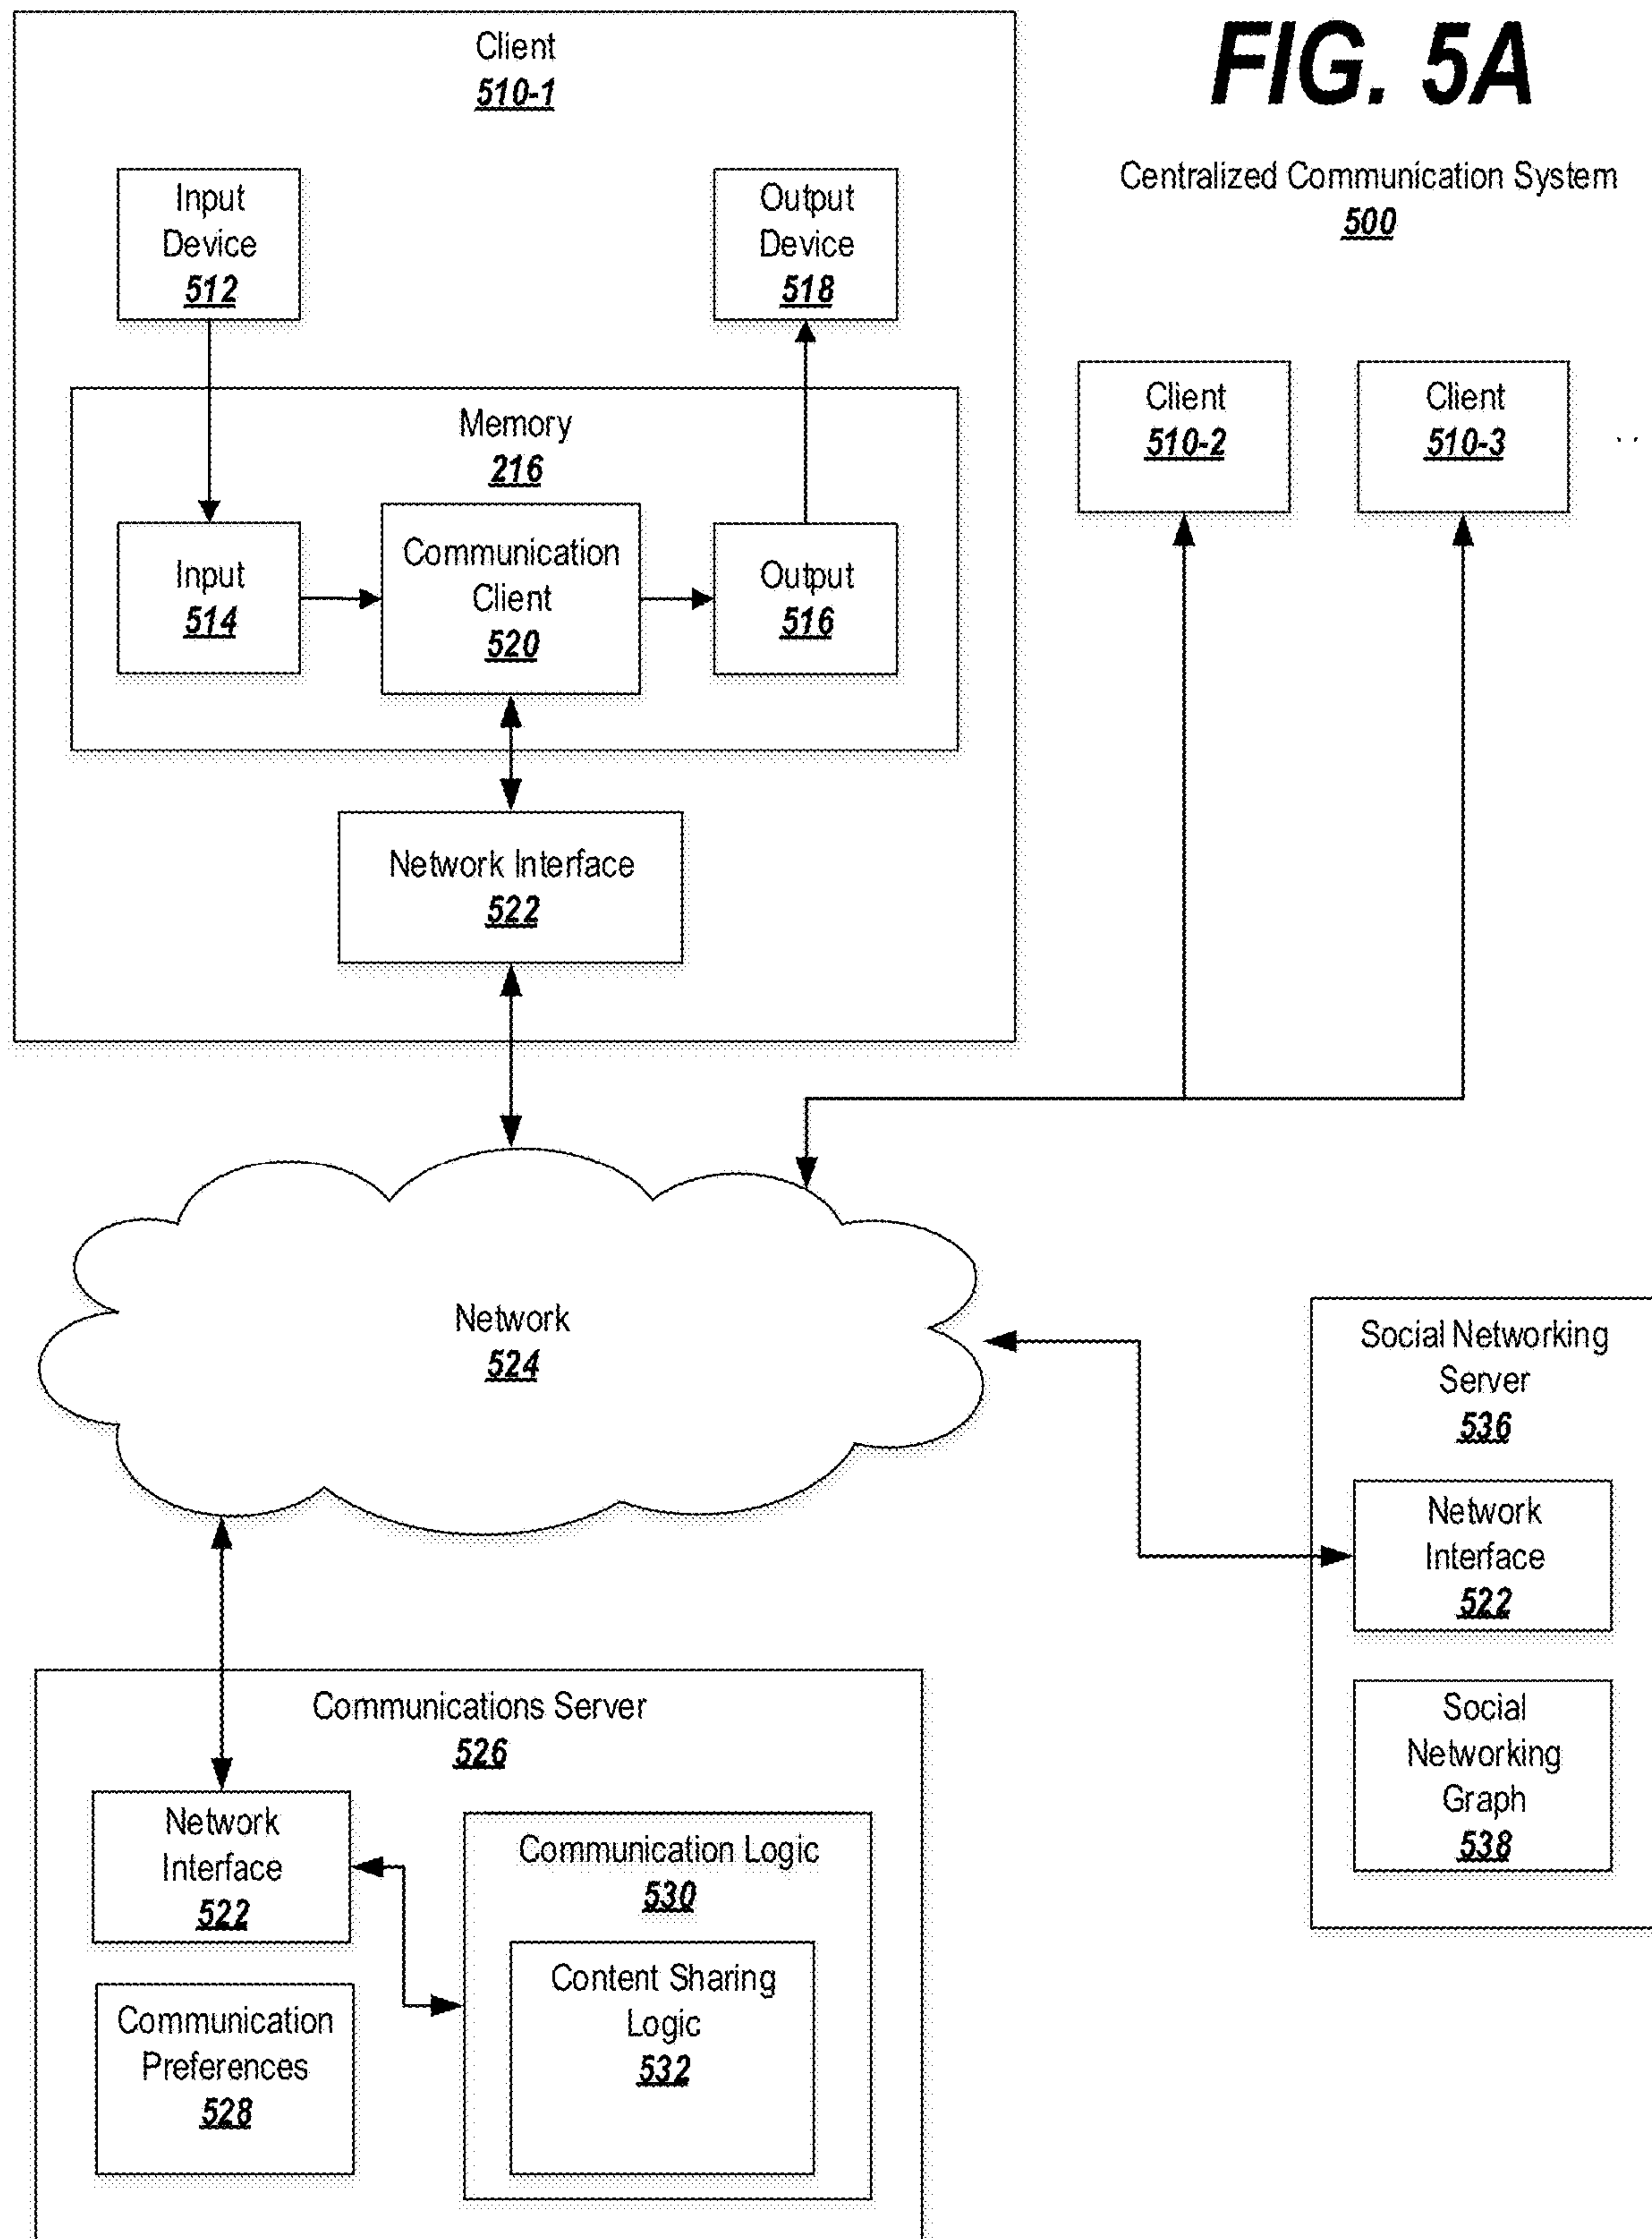 FIG. 5A
Centralized Communication System
500
Client
510-1
Input
Device
512
Output
Device
518
Memory
216
Input
514
Communication
Client
520
Output
516
Network Interface
522
Client
510-2
Client
510-3
..
Network
524
Social Networking
Server
536
Network
Interface
522
Social
Networking
Graph
538
Communications Server
526
Network
Interface
522
Communication
Preferences
528
Communication Logic
530
Content Sharing
Logic
532